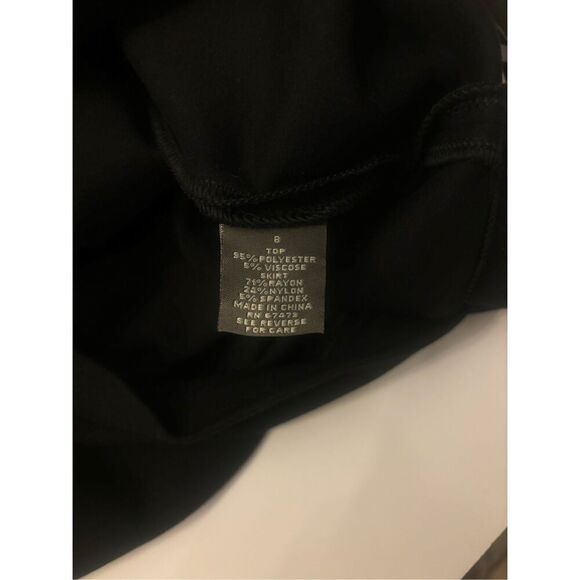 8
TOP
95% POLYESTER
5% VISCOSE
SKIRT
71% RAYON
24% NYLON
5% SPANDEX
MADE IN CHINA
RN 67473
SEE REVERSE
FOR CARE